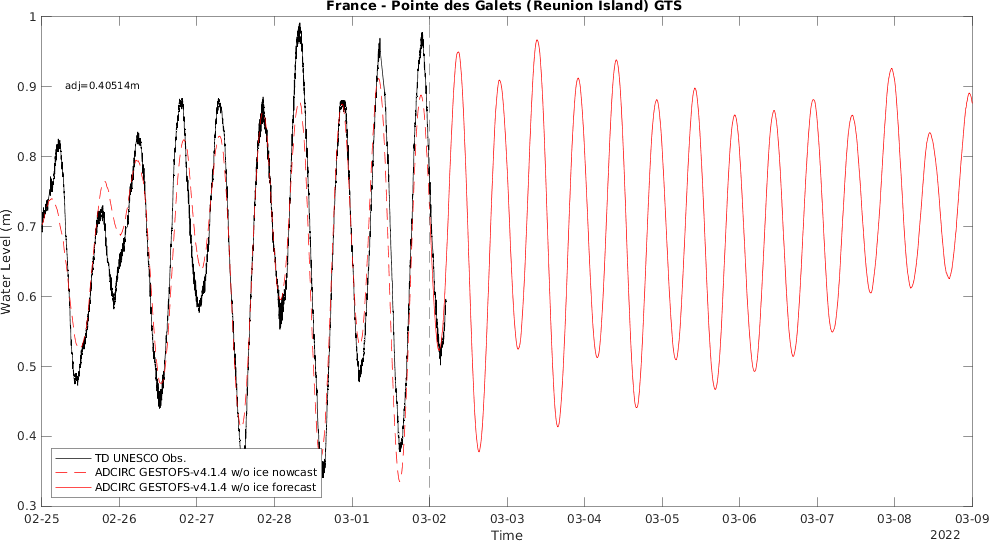 France - Pointe des Galets (Reunion Island) GTS
1
0.9
0.8
0.7
0.6
0.5
0.4
0.3
Water Level (m)
adj=0.40514m
TD UNESCO Obs.
ADCIRC GESTOFS-v4.1.4 w/o ice nowcast
ADCIRC GESTOFS-v4.1.4 w/o ice forecast
02-25 02-26 02-27 02-28 03-01 03-02 03-03 03-04 03-05 03-06 03-07 03-08 03-09
Time
2022